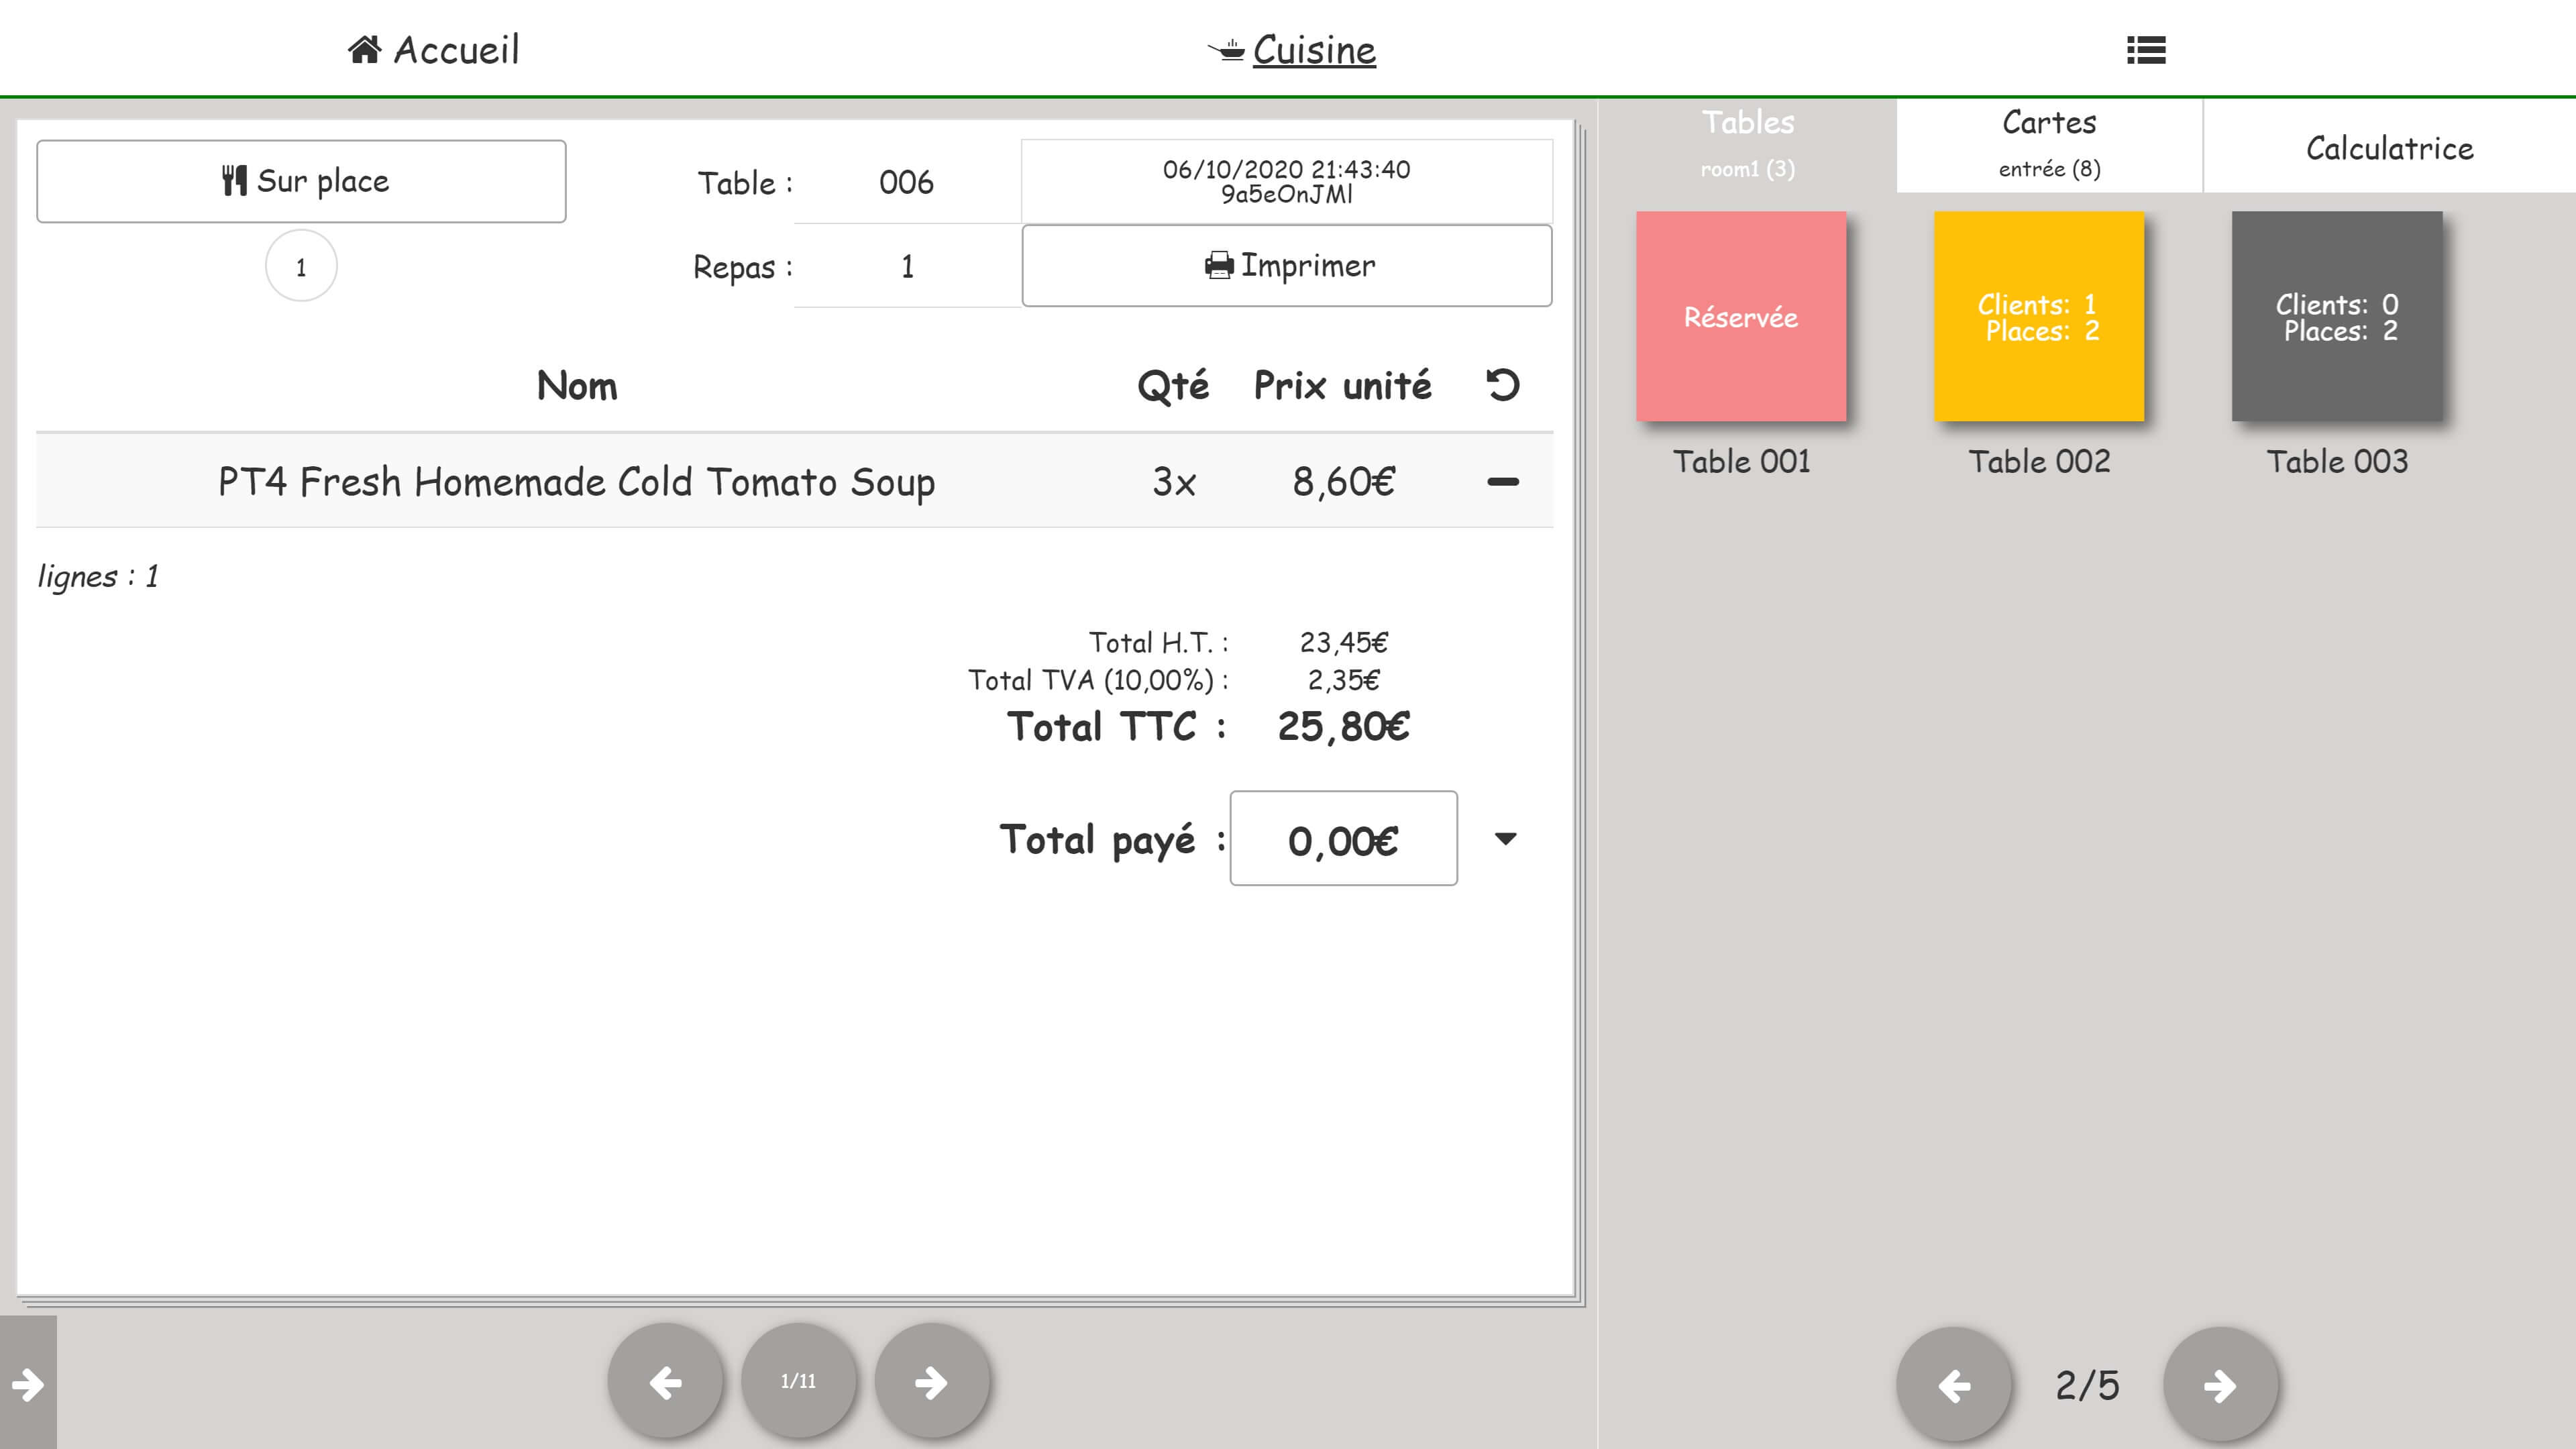 Accueil
Cuisine
Sur place
Table :
006
06/10/2020 21:43:40
9a5eOnJMl
1
Repas :
1
Imprimer
Nom
Qté
Prix unité
PT4 Fresh Homemade Cold Tomato Soup
3x
8,60€
lignes : 1
Total H.T. :
23,45€
Total TVA (10,00%) :
2,35€
Total TTC :
25,80€
Total payé :
0,00€
1/11
Tables
room1 (3)
Cartes
entrée (8)
Calculatrice
Réservée
Clients: 1
Places: 2
Clients: 0
Places: 2
Table 001
Table 002
Table 003
2/5